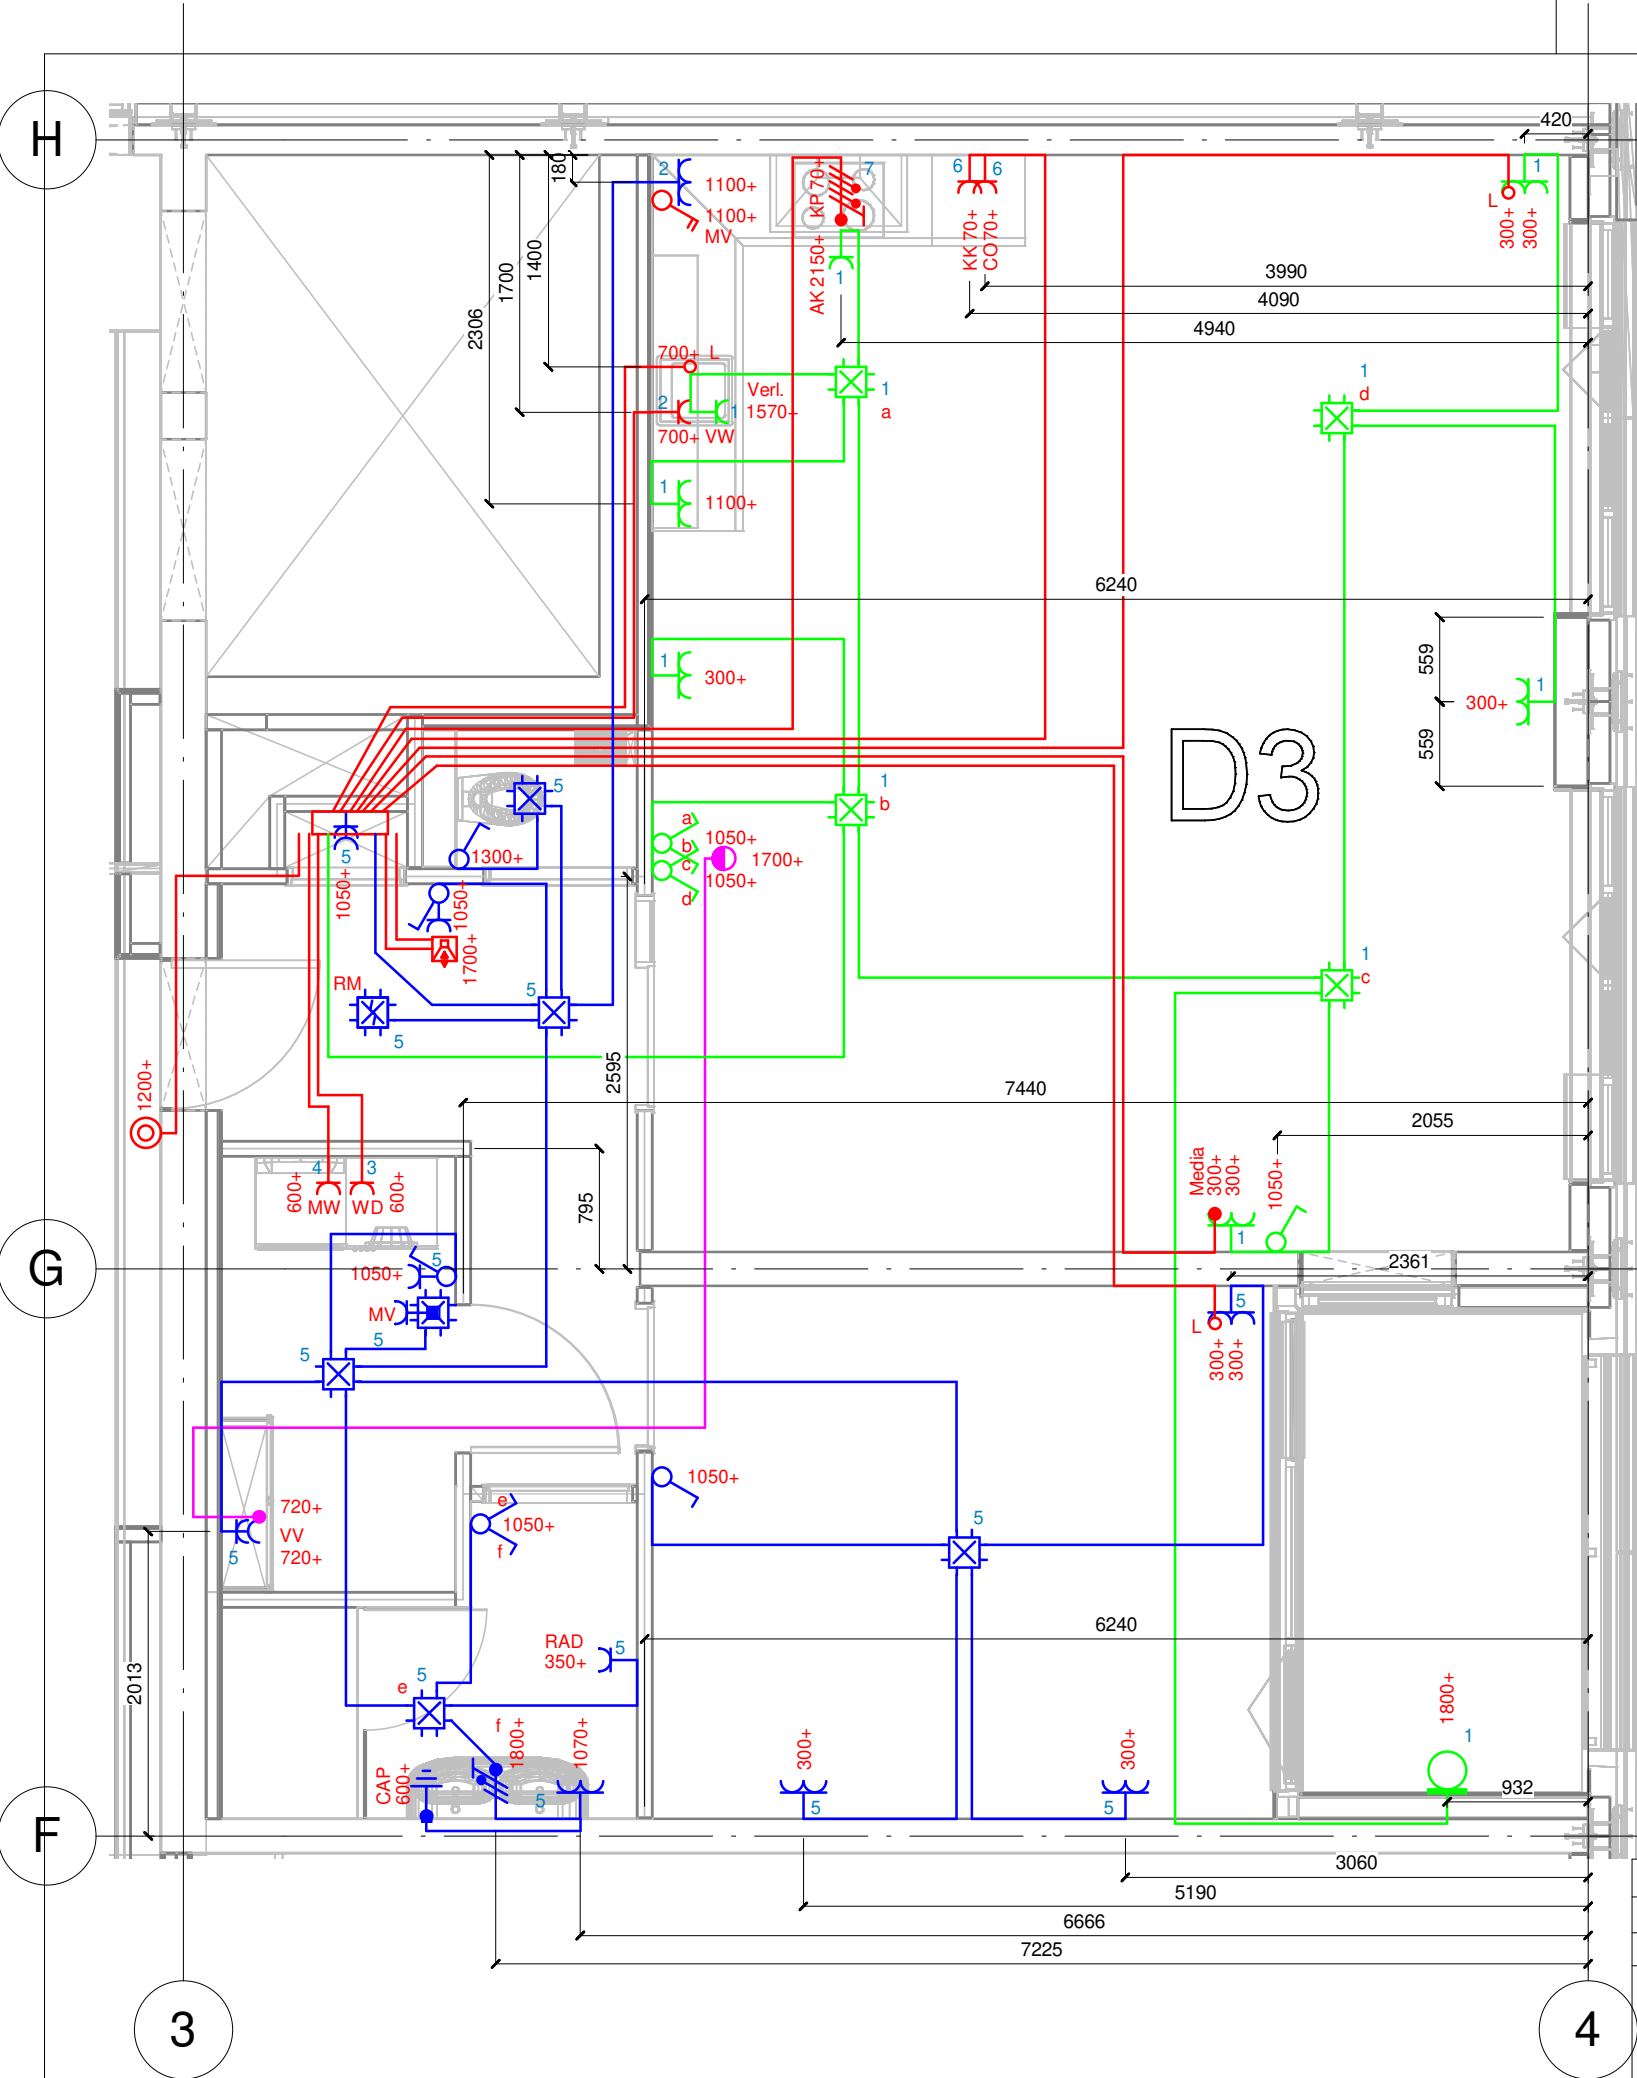 H
420
180
2
1100+
1100+
MV
KP 70+
7
6
6
1
L
300+
300+
AK 2150+
KK 70+
CO 70+
1
1400
1700
2306
3990
4090
4940
700+ L
Verl.
1570+
2
1
700+ VW
1
a
1
d
1
1100+
6240
1
300+
559
559
300+
1
D3
5
1
b
a
b
c
d
1050+
1050+
1700+
1300+
5
1050+
1050+
1700+
RM
5
5
1
c
2595
1200+
7440
2055
4
3
600+
MW
WD
600+
795
Media
300+
300+
1050+
1
G
1050+
5
2361
MV
5
5
5
L
300+
300+
1050+
720+
VV
720+
5
e
1050+
f
5
2013
RAD
350+
5
6240
5
e
f
1800+
1070+
CAP
600+
5
300+
5
300+
5
1800+
1
932
F
3060
5190
6666
7225
3
4